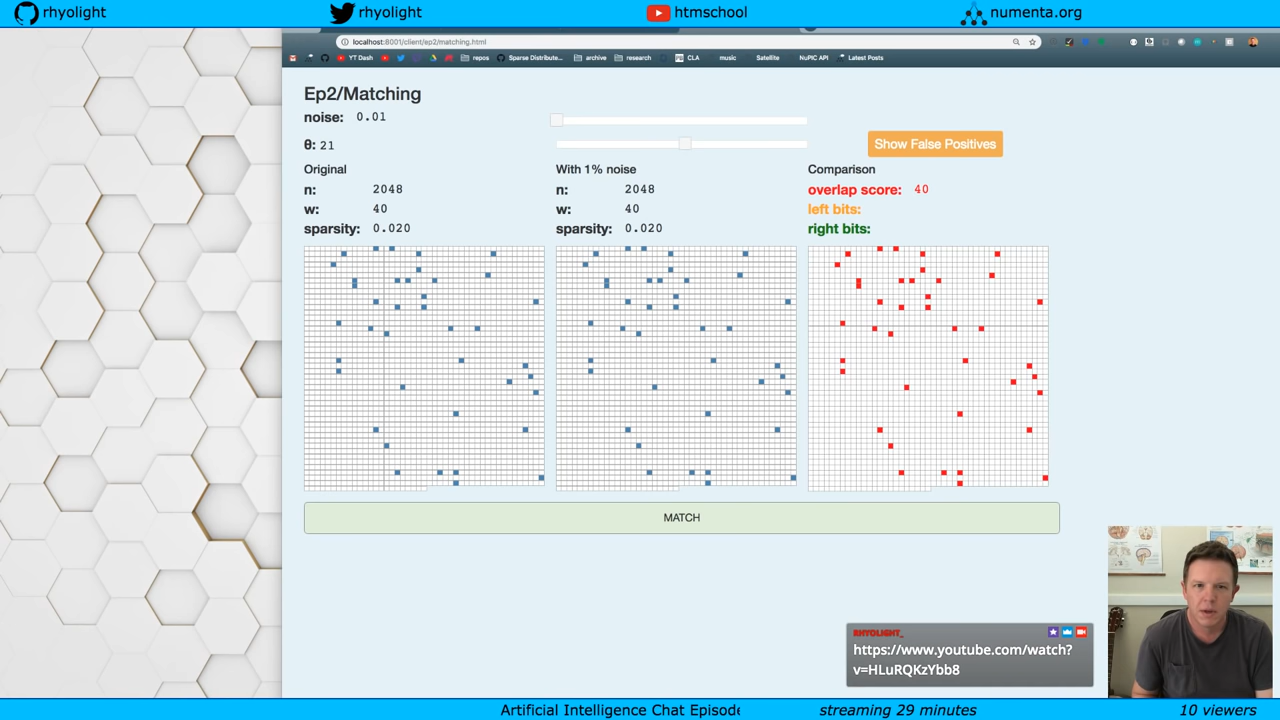 rhyolight
rhyolight
htmschool
numenta.org
localhost:8001/client/ep2/matching.html
YT Dash
repos
Sparse Distribute...
archive
research
CLA
music
Satellite
NuPIC API
Latest Posts
Ep2/Matching
noise: 0.01
θ: 21
Show False Positives
Original
With 1% noise
Comparison
n: 2048
n: 2048
overlap score: 40
w: 40
w: 40
left bits:
sparsity: 0.020
sparsity: 0.020
right bits:
MATCH
RHYOLIGHT_
https://www.youtube.com/watch?
v=HLuRQKzYbb8
Artificial Intelligence Chat Episode
streaming 29 minutes
10 viewers